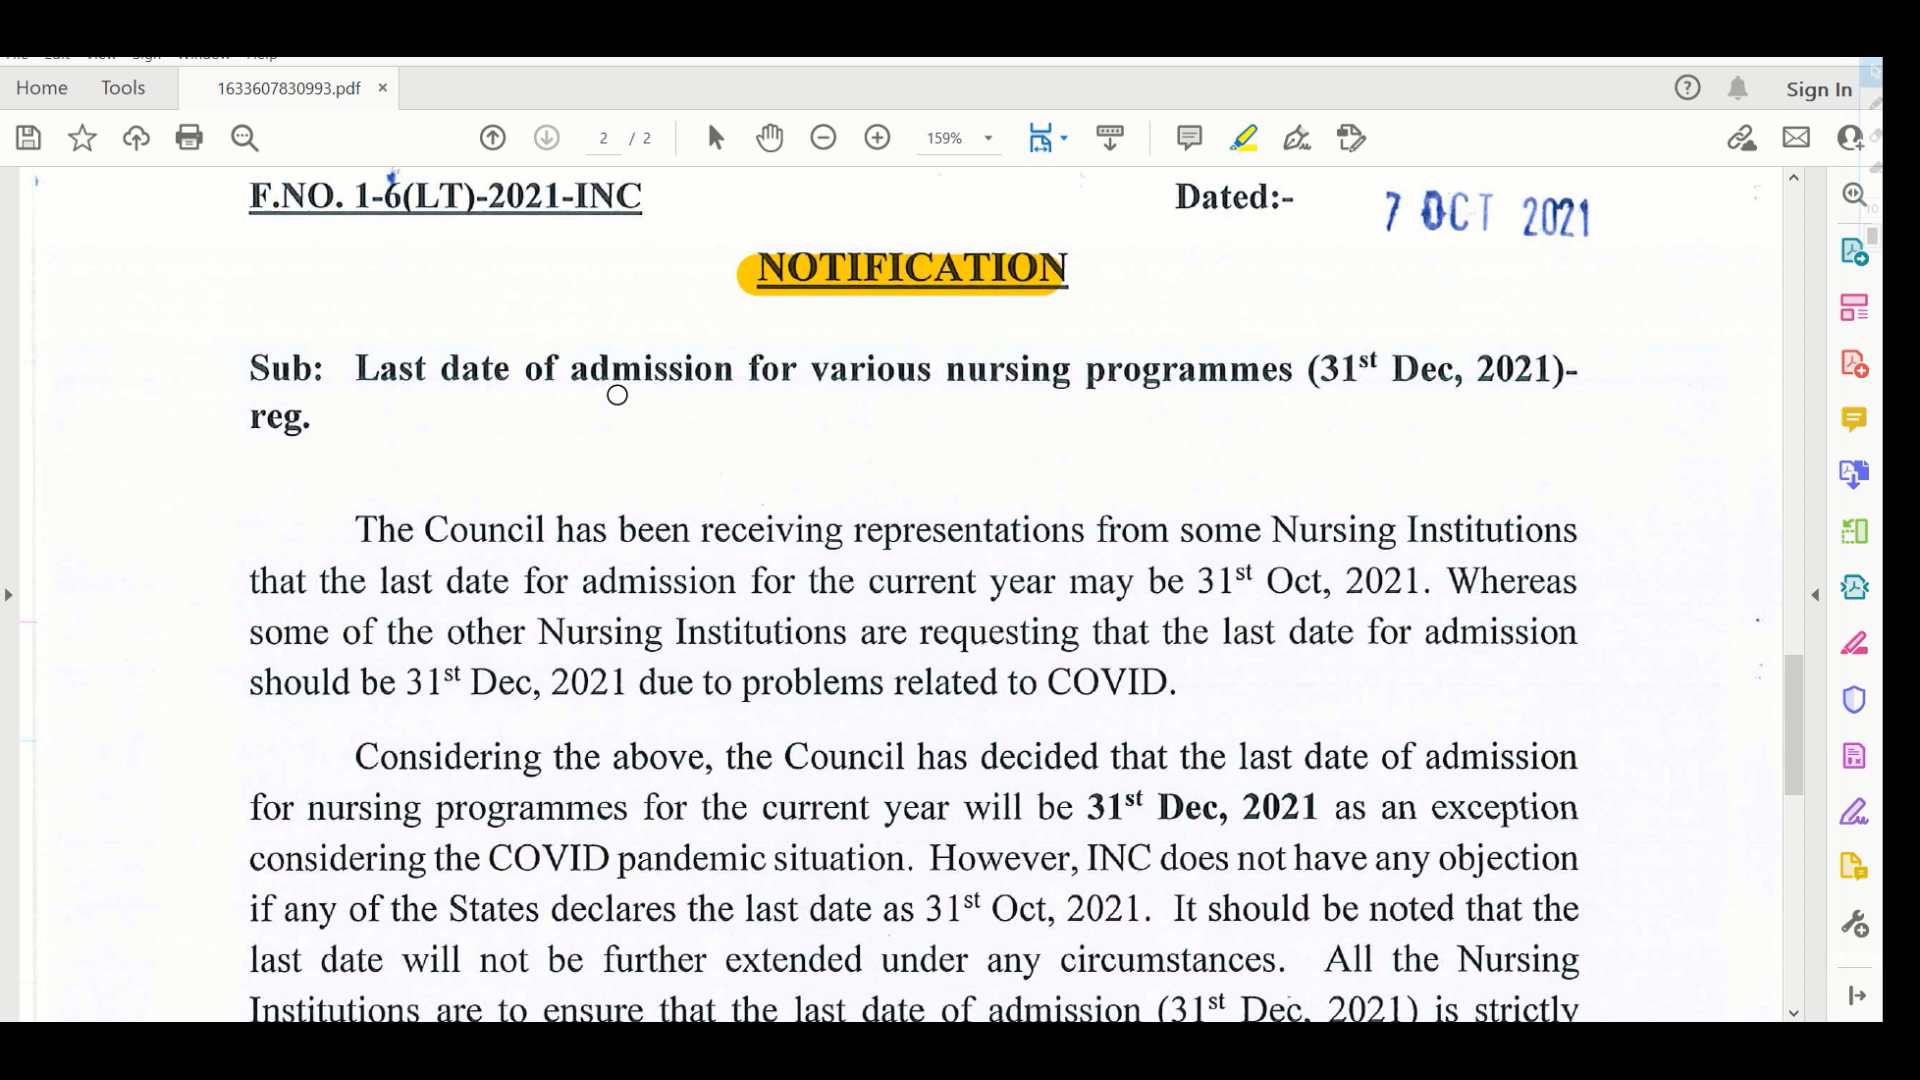 Home Tools 1633607830993.pdf × Sign In
2 / 2 159%
F.NO. 1-6(LT)-2021-INC Dated:- 7 OCT 2021
NOTIFICATION
Sub: Last date of admission for various nursing programmes (31st Dec, 2021)-
reg.
The Council has been receiving representations from some Nursing Institutions
that the last date for admission for the current year may be 31st Oct, 2021. Whereas
some of the other Nursing Institutions are requesting that the last date for admission
should be 31st Dec, 2021 due to problems related to COVID.
Considering the above, the Council has decided that the last date of admission
for nursing programmes for the current year will be 31st Dec, 2021 as an exception
considering the COVID pandemic situation. However, INC does not have any objection
if any of the States declares the last date as 31st Oct, 2021. It should be noted that the
last date will not be further extended under any circumstances. All the Nursing
Institutions are to ensure that the last date of admission (31st Dec, 2021) is strictly